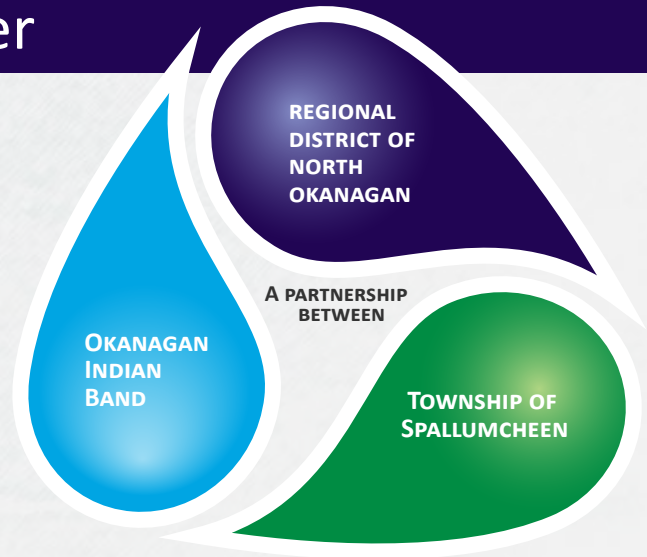 er
REGIONAL
DISTRICT OF
NORTH
OKANAGAN
A PARTNERSHIP
BETWEEN
OKANAGAN
INDIAN
BAND
TOWNSHIP OF
SPALLUMCHEEN